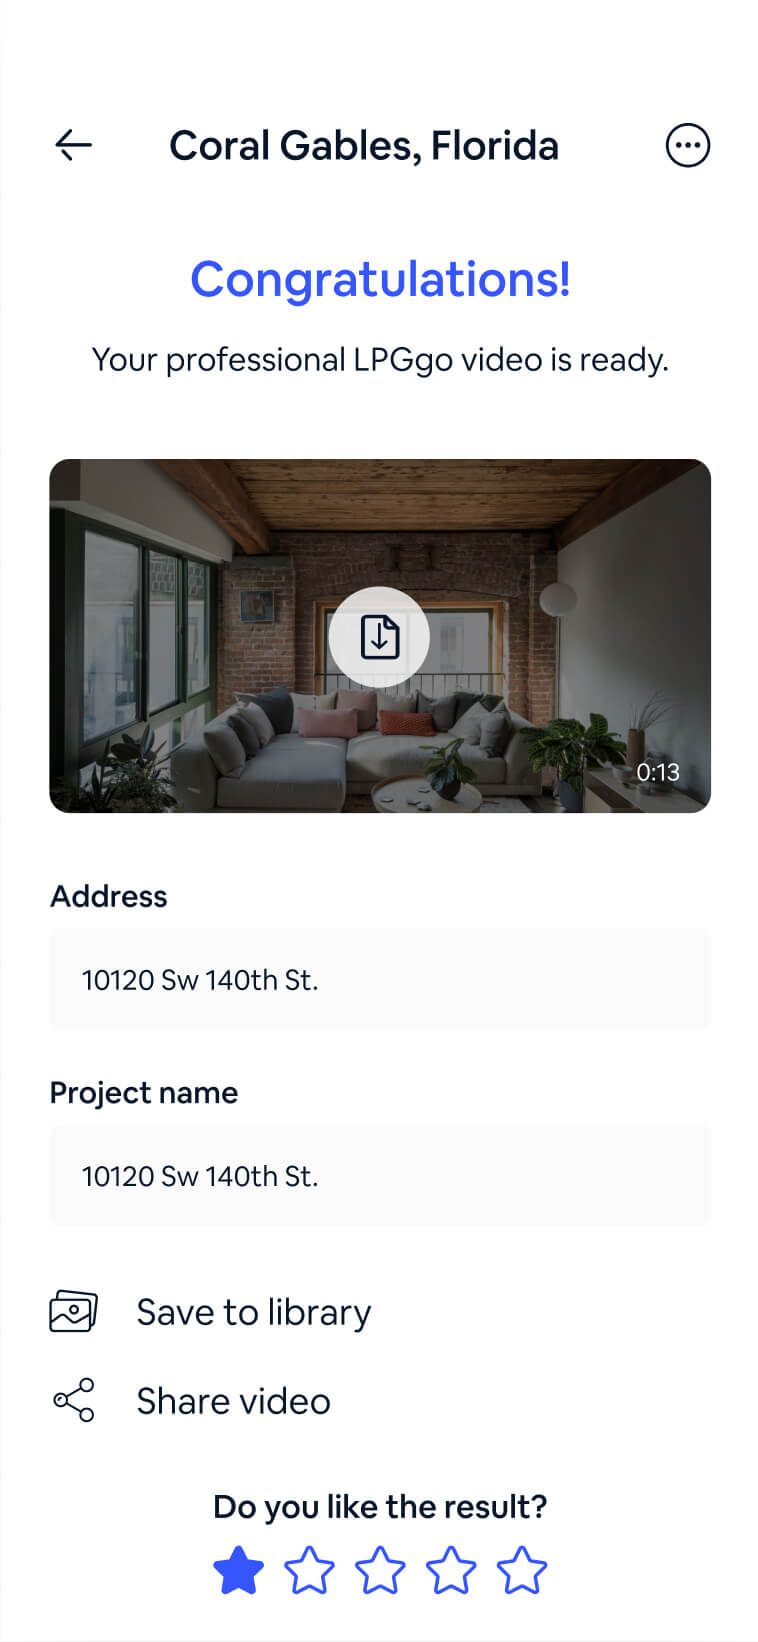 Coral Gables, Florida
Congratulations!
Your professional LPGgo video is ready.
0:13
Address
10120 Sw 140th St.
Project name
10120 Sw 140th St.
Save to library
Share video
Do you like the result?